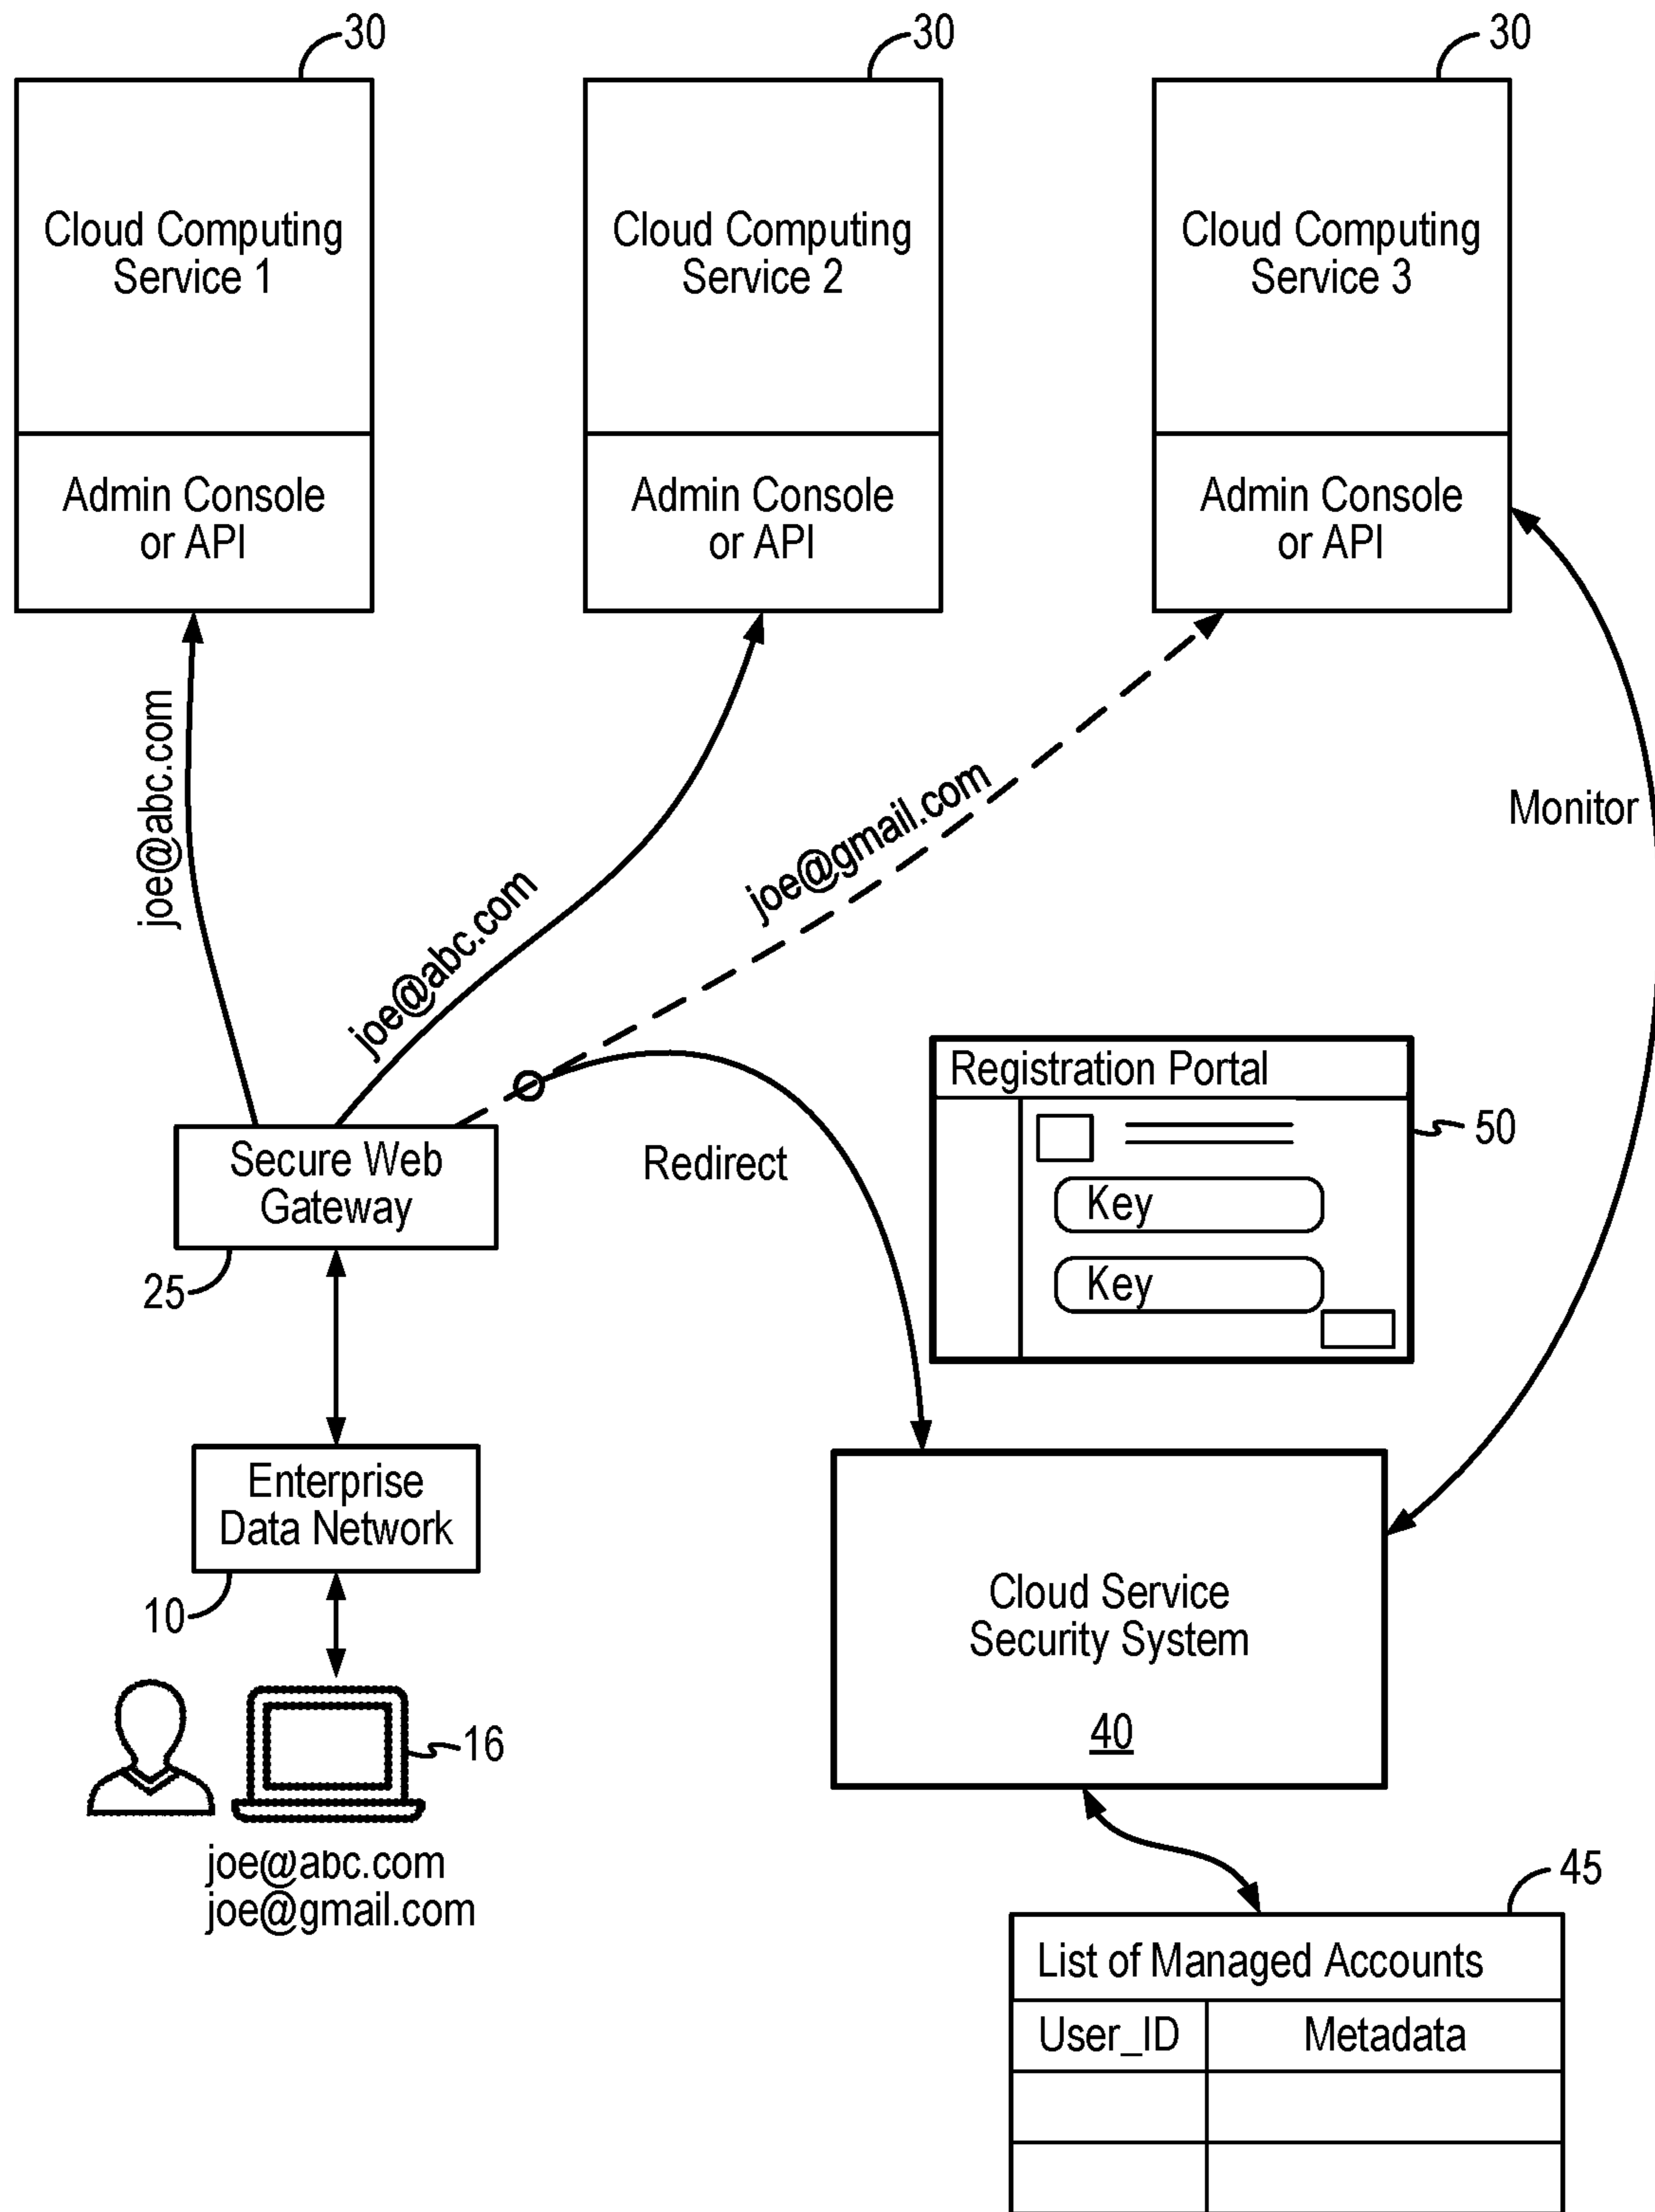 30
30
30
Cloud Computing
Service 1
Cloud Computing
Service 2
Cloud Computing
Service 3
Admin Console
or API
Admin Console
or API
Admin Console
or API
joe@abc.com
joe@abc.com
joe@gmail.com
Monitor
Registration Portal
50
Key
Key
Redirect
Secure Web
Gateway
25
Enterprise
Data Network
10
16
joe@abc.com
joe@gmail.com
Cloud Service
Security System
40
45
List of Managed Accounts
User_ID
Metadata